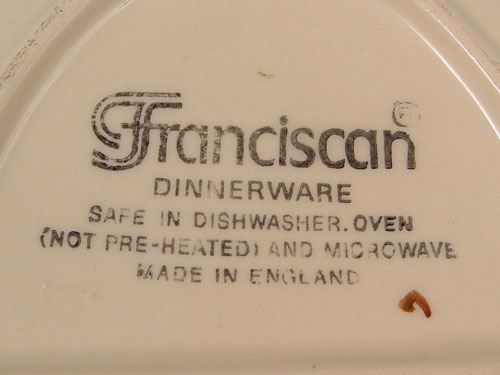 Franciscan ®
DINNERWARE
SAFE IN DISHWASHER. OVEN
(NOT PRE-HEATED) AND MICROWAVE
MADE IN ENGLAND